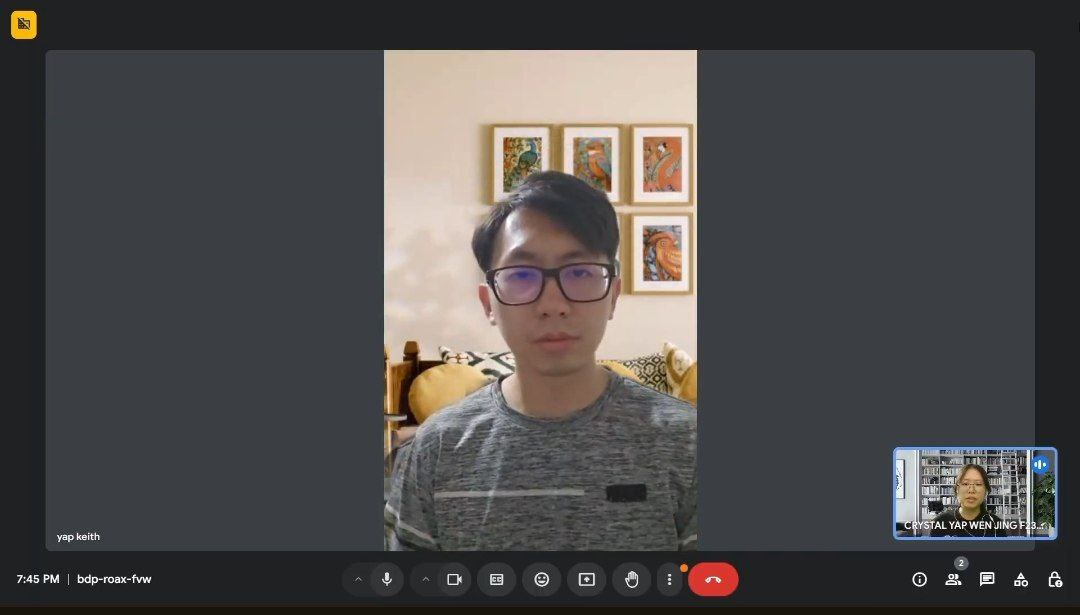 yap keith
CRYSTAL YAP WEN JING F23...
7:45 PM | bdp-roax-fvw
2